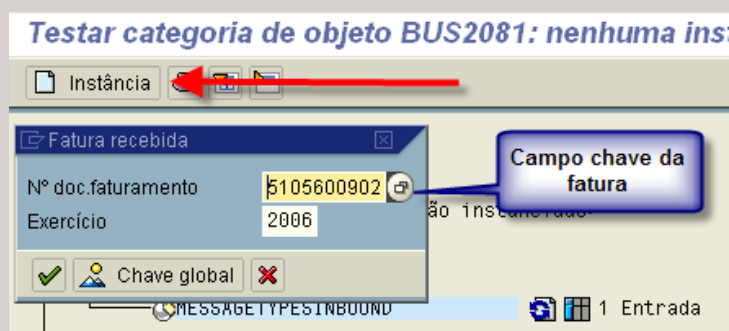 Testar categoria de objeto BUS2081: nenhuma ins
Instância
Fatura recebida
Nº doc.faturamento 5105600902
Exercício 2006
Chave global
Campo chave da
fatura
ão
MESSAGETYPESINBOUND 1 Entrada